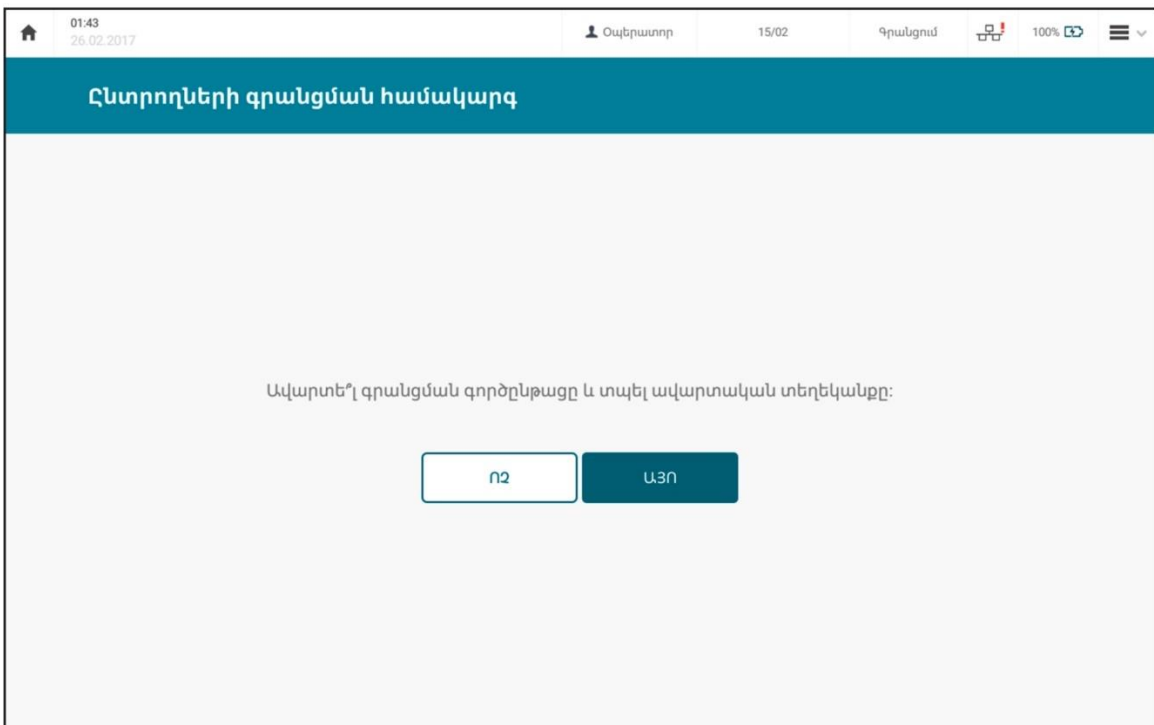 01:43
26.02.2017
Օպերատոր
15/02
Գրանցում
100%
Ընտրողների գրանցման համակարգ
Ավարտե՞լ գրանցման գործընթացը և տպել ավարտական տեղեկանքը:
ՈՉ
ԱՅՈ